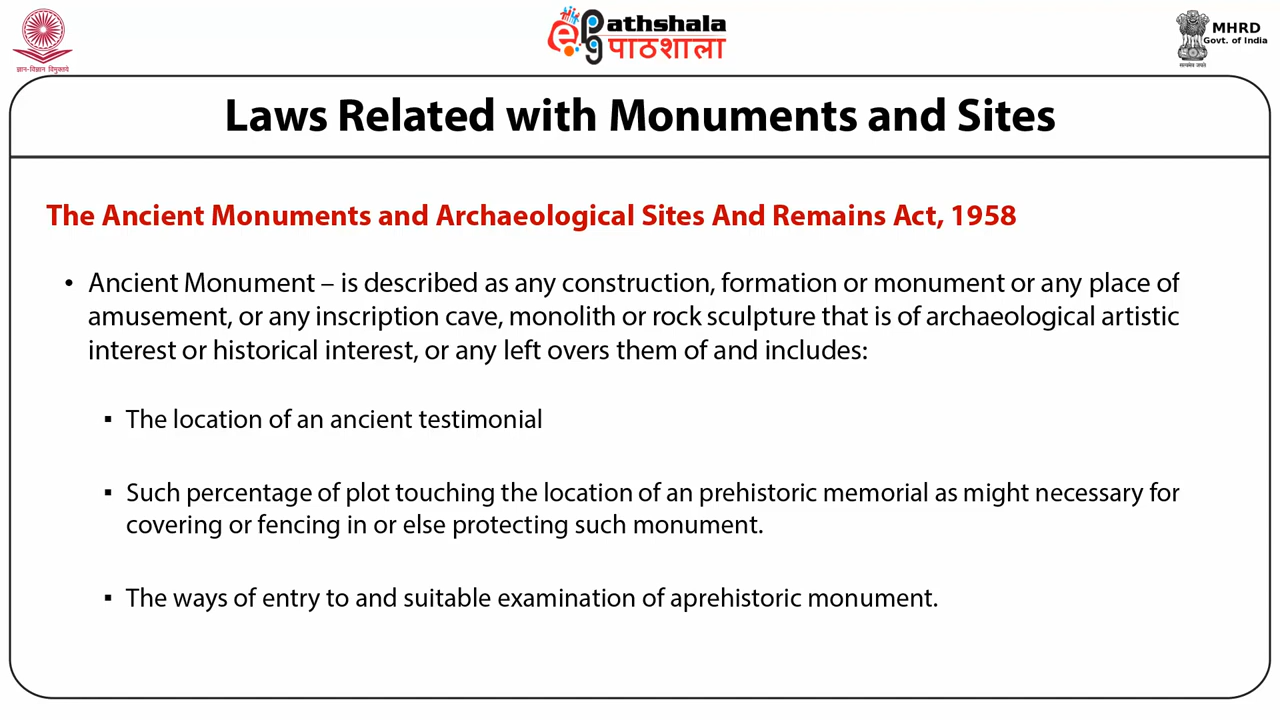 ज्ञान-विज्ञान विमुक्तये
epg Pathshala
पाठशाला
सत्यमेव जयते
MHRD
Govt. of India
Laws Related with Monuments and Sites
The Ancient Monuments and Archaeological Sites And Remains Act, 1958
• Ancient Monument – is described as any construction, formation or monument or any place of
amusement, or any inscription cave, monolith or rock sculpture that is of archaeological artistic
interest or historical interest, or any left overs them of and includes:
▪ The location of an ancient testimonial
▪ Such percentage of plot touching the location of an prehistoric memorial as might necessary for
covering or fencing in or else protecting such monument.
▪ The ways of entry to and suitable examination of aprehistoric monument.